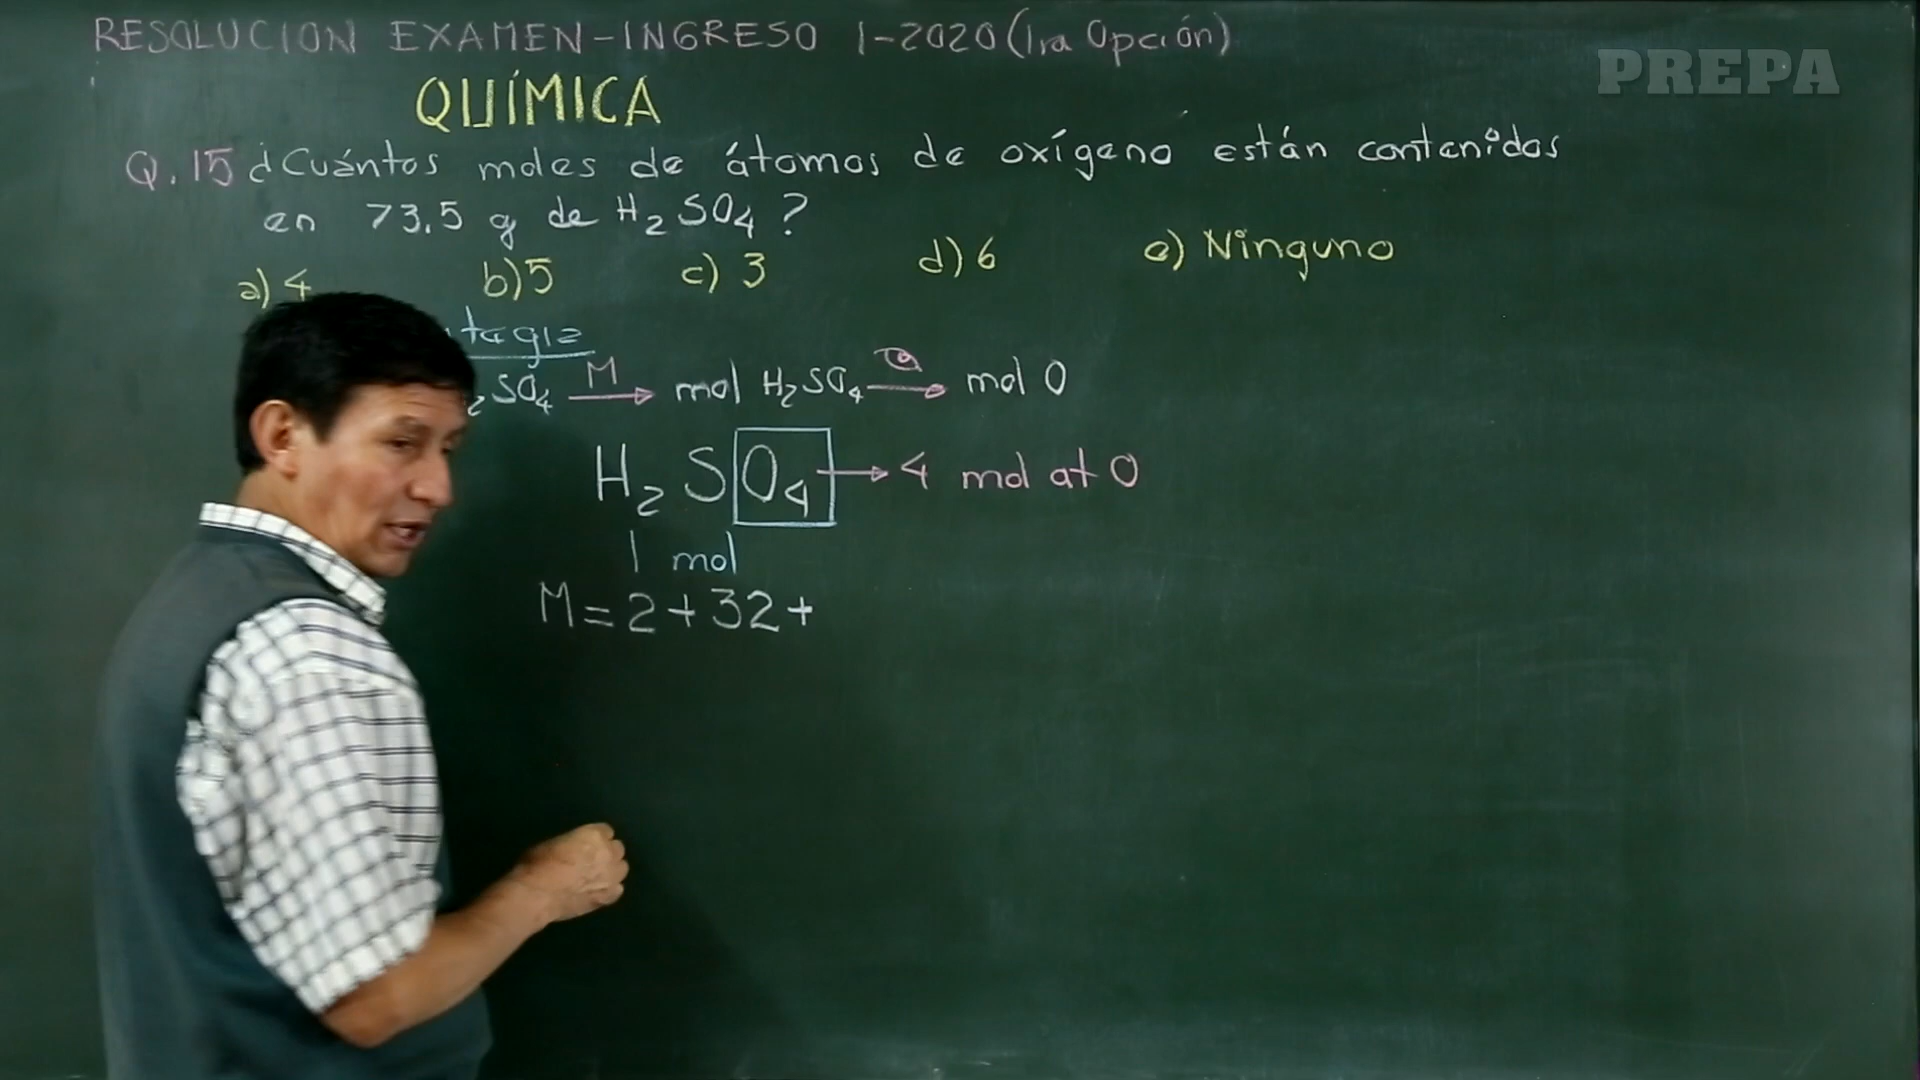 RESOLUCION EXAMEN-INGRESO 1-2020 (1ra Opción)
PREPA
QUÍMICA
Q.15 ¿Cuántos moles de átomos de oxígeno están contenidos
en 73.5 g de H₂SO₄?
a) 4 b) 5 c) 3 d) 6 e) Ninguno
SO₄ M→ mol H₂SO₄ → mol O
H₂SO₄ → 4 mol at O
1 mol
M=2+32+